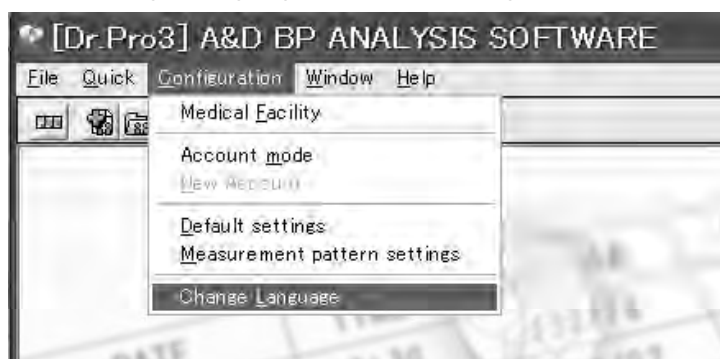 [Dr.Pro3] A&D BP ANALYSIS SOFTWARE
File Quick Configuration Window Help
Medical Facility
Account mode
New Account
Default settings
Measurement pattern settings
Change Language
DATE